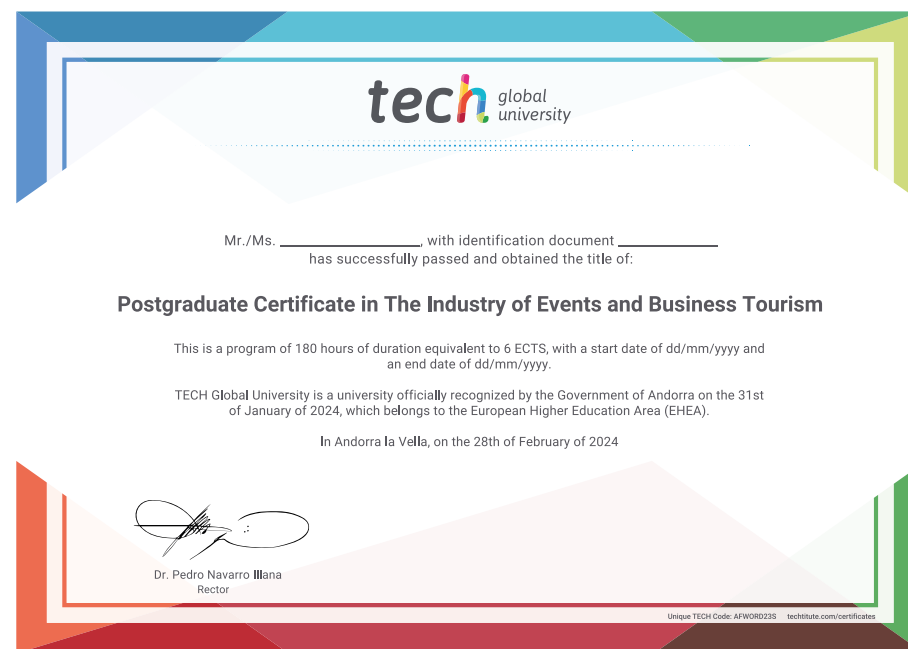 tech global university
Mr./Ms. ____________________, with identification document ______________
has successfully passed and obtained the title of:
Postgraduate Certificate in The Industry of Events and Business Tourism
This is a program of 180 hours of duration equivalent to 6 ECTS, with a start date of dd/mm/yyyy and
an end date of dd/mm/yyyy.
TECH Global University is a university officially recognized by the Government of Andorra on the 31st
of January of 2024, which belongs to the European Higher Education Area (EHEA).
In Andorra la Vella, on the 28th of February of 2024
Dr. Pedro Navarro Illana
Rector
Unique TECH Code: AFWORD23S techtitute.com/certificates